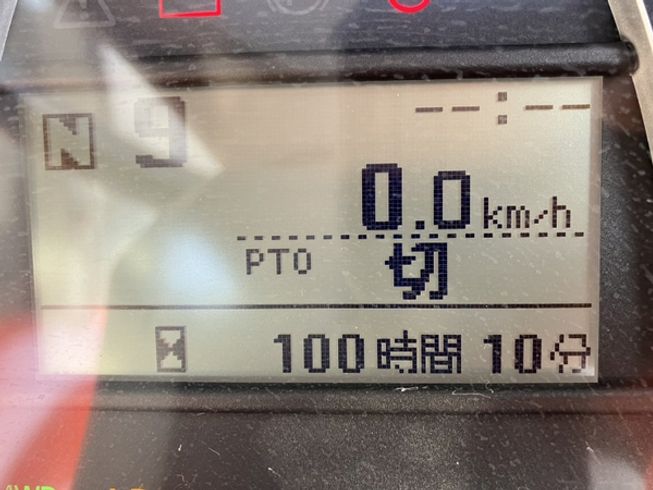 N 9 --:--
0.0 km/h
PTO 切
100時間 10分